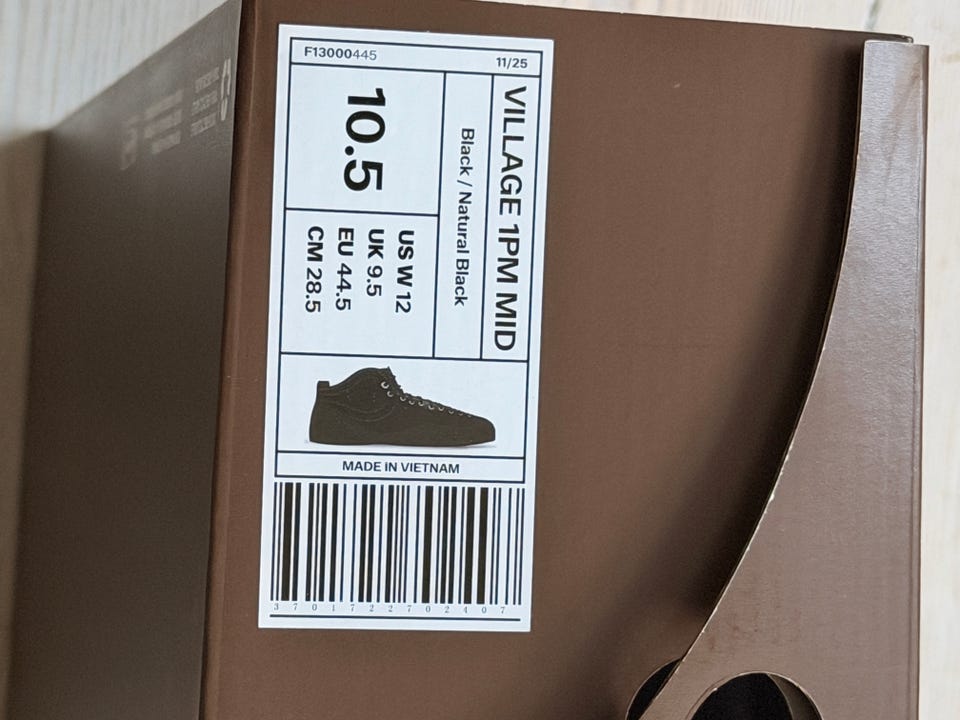 F13000445
11/25
VILLAGE 1PM MID
Black / Natural Black
10.5
US W 12
UK 9.5
EU 44.5
CM 28.5
MADE IN VIETNAM
3701722702407